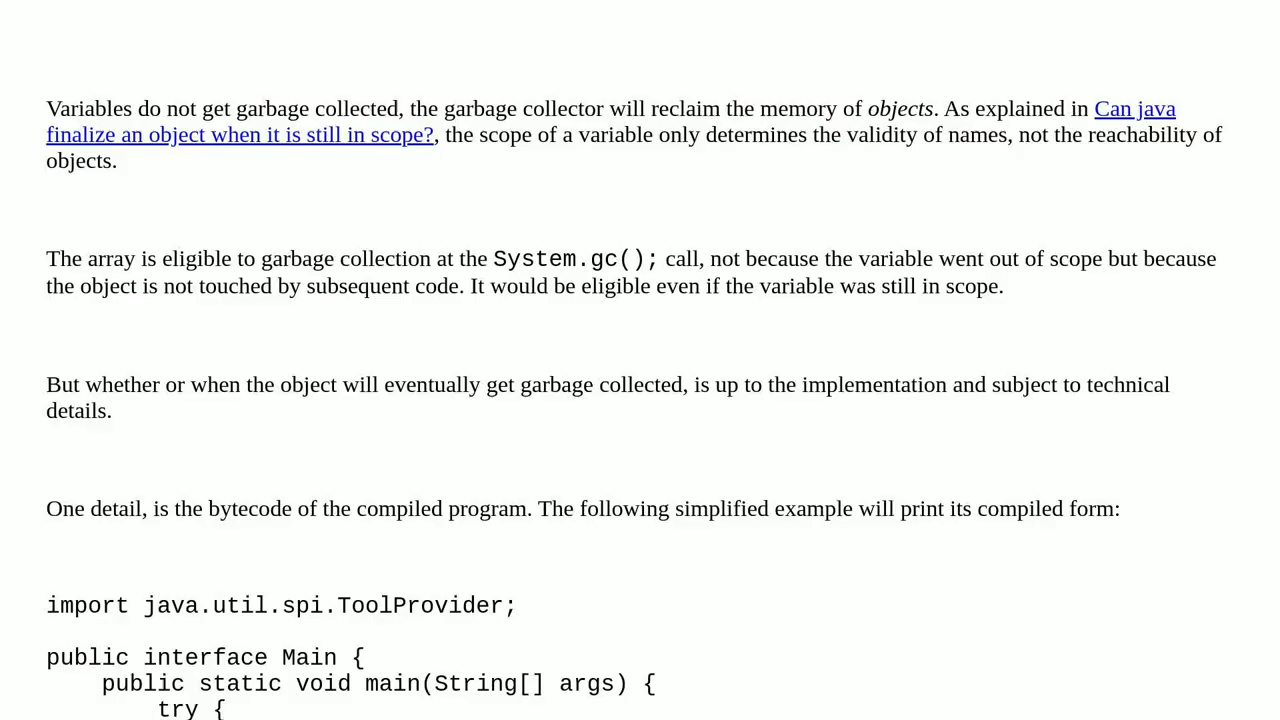 Variables do not get garbage collected, the garbage collector will reclaim the memory of objects. As explained in Can java
finalize an object when it is still in scope?, the scope of a variable only determines the validity of names, not the reachability of
objects.
The array is eligible to garbage collection at the System.gc(); call, not because the variable went out of scope but because
the object is not touched by subsequent code. It would be eligible even if the variable was still in scope.
But whether or when the object will eventually get garbage collected, is up to the implementation and subject to technical
details.
One detail, is the bytecode of the compiled program. The following simplified example will print its compiled form:
import java.util.spi.ToolProvider;
public interface Main {
    public static void main(String[] args) {
        try {